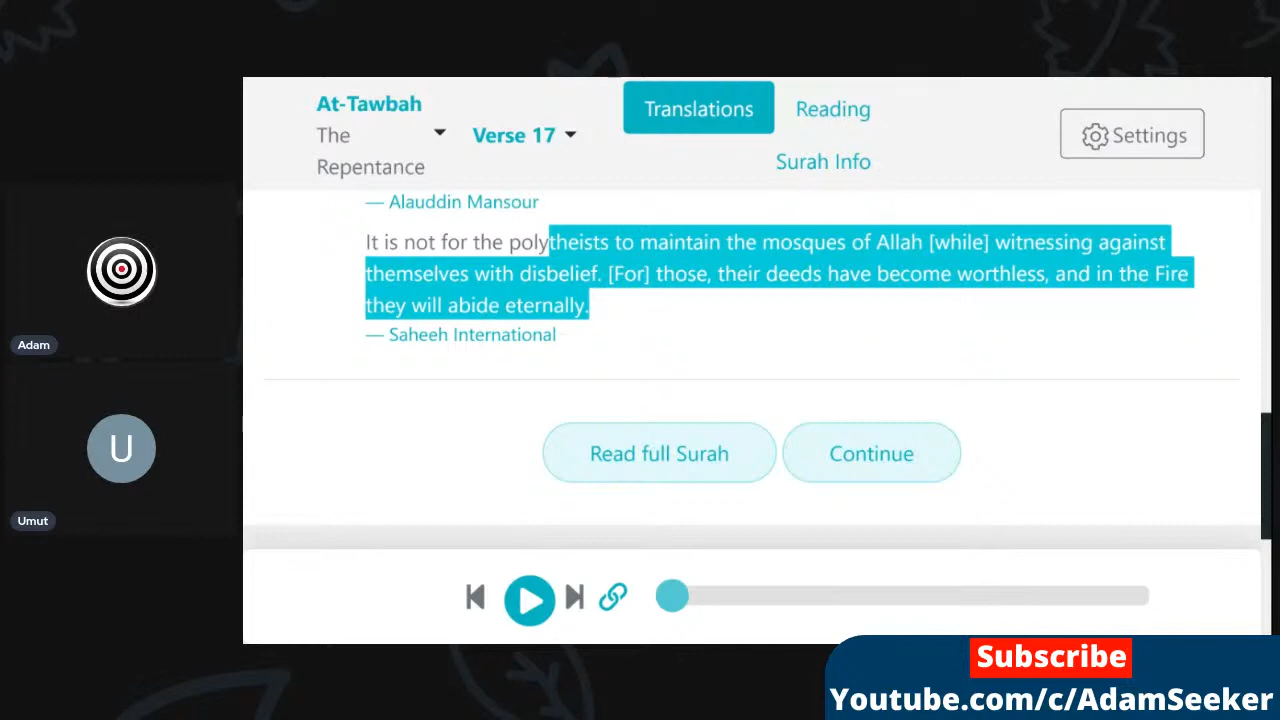 At-Tawbah
The
Repentance
Verse 17
Translations
Reading
Surah Info
Settings
— Alauddin Mansour
It is not for the polytheists to maintain the mosques of Allah [while] witnessing against
themselves with disbelief. [For] those, their deeds have become worthless, and in the Fire
they will abide eternally.
— Saheeh International
Read full Surah
Continue
Adam
U
Umut
Subscribe
Youtube.com/c/AdamSeeker